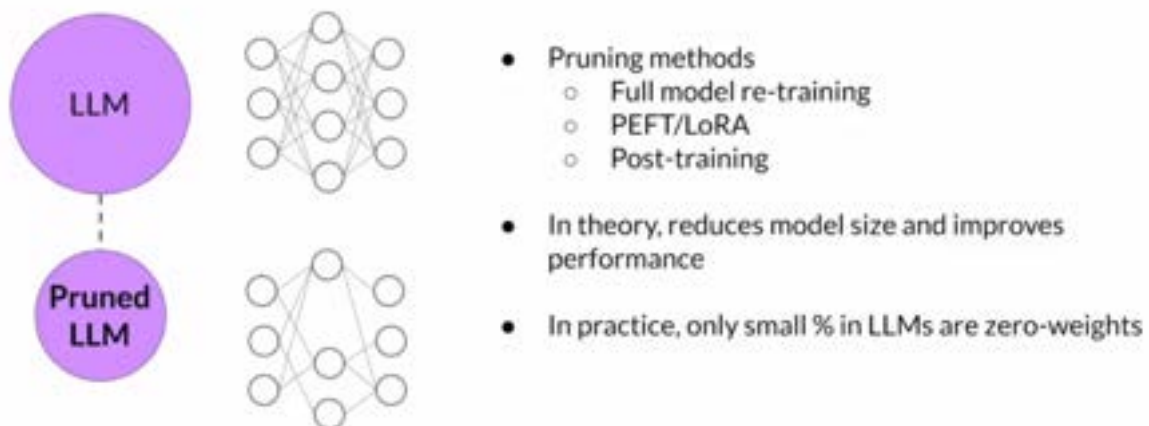 LLM
Pruned
LLM
● Pruning methods
○ Full model re-training
○ PEFT/LoRA
○ Post-training
● In theory, reduces model size and improves
performance
● In practice, only small % in LLMs are zero-weights